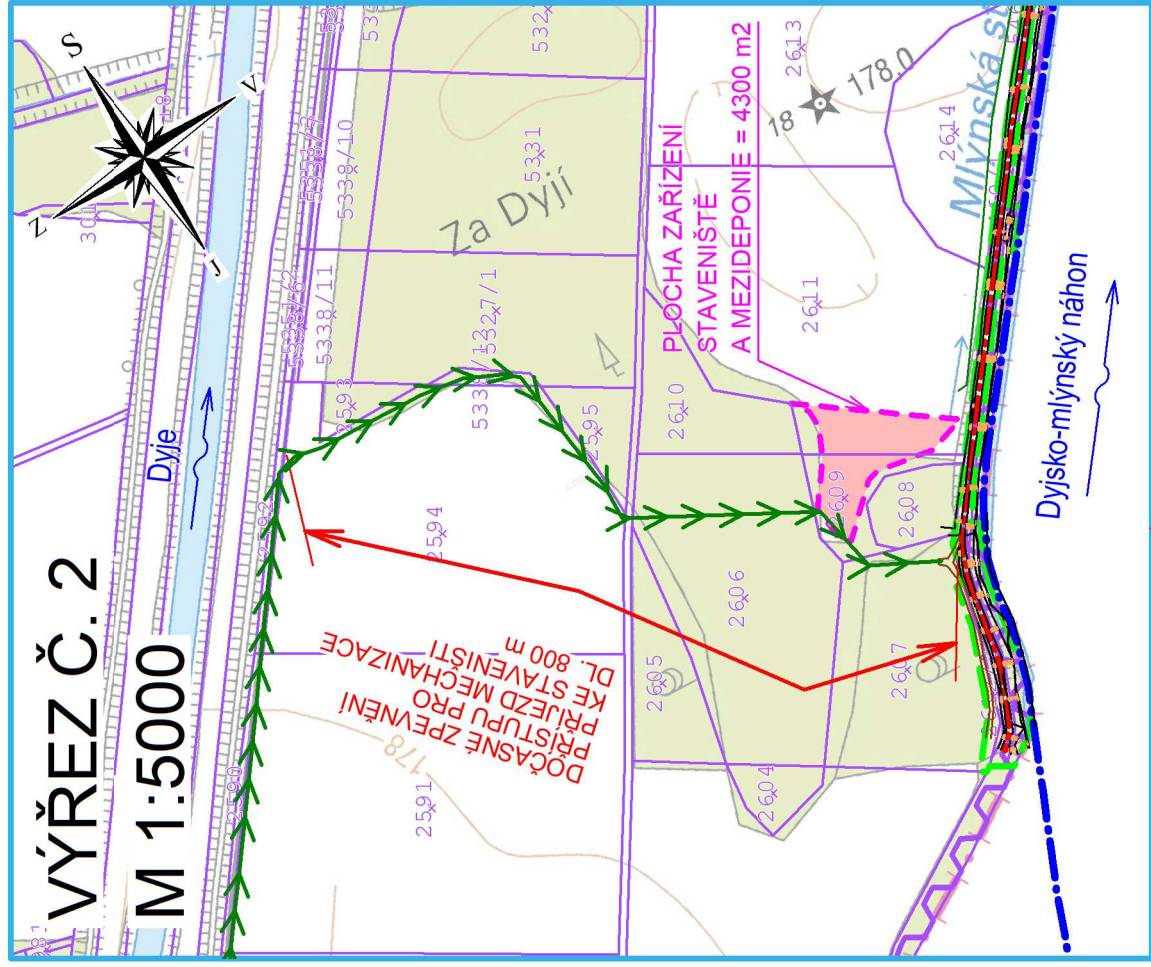 VÝŘEZ Č. 2
M 1:5000
S
V
J
Z
Dyje
Za Dyjí
PLOCHA ZAŘÍZENÍ
STAVENIŠTĚ
A MEZIDEPONIE = 4300 m2
DOČASNÉ ZPEVNĚNÍ
PŘÍSTUPU PRO
PŘÍJEZD MECHANIZACE
KE STAVENIŠTI
DL. 800 m
Dyjsko-mlýnský náhon
Mlýnská
18
178.0
178
301
5338/10
5338/11
5331
5327/1
2613
2614
2611
2610
2609
2608
2607
2606
2605
2604
2595
2594
2593
2592
2591
2590